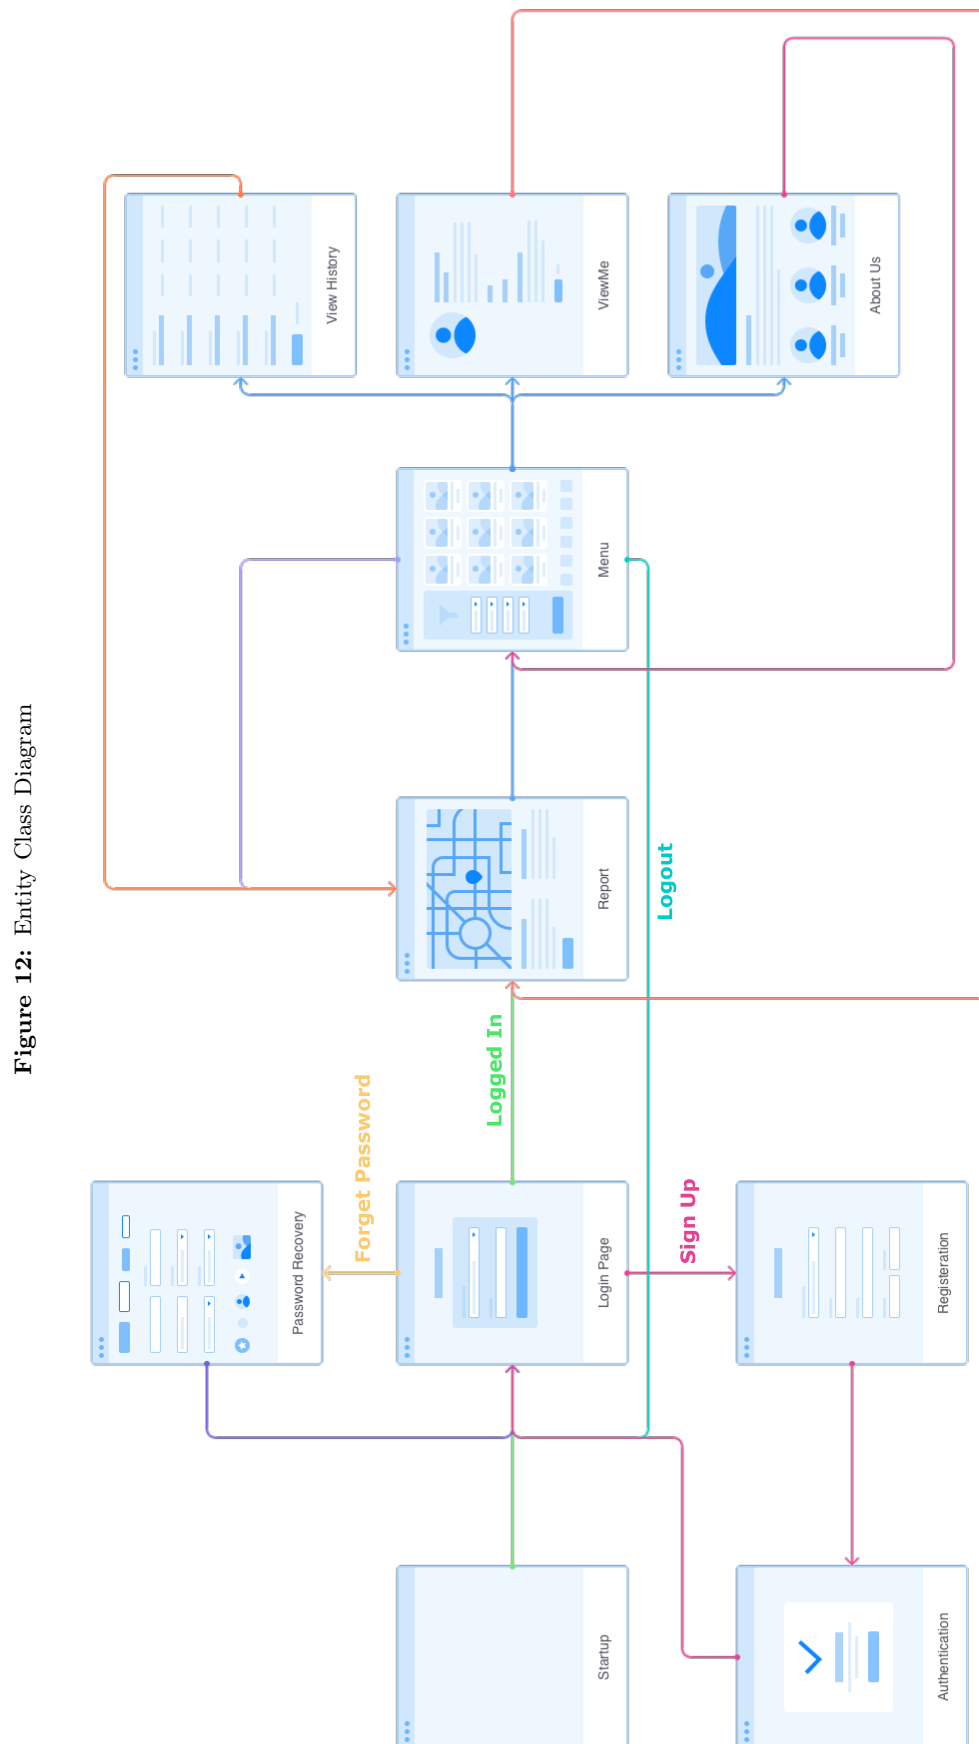 Figure 12: Entity Class Diagram
View History
ViewMe
About Us
Menu
Report
Logout
Logged In
Forget Password
Sign Up
Password Recovery
Login Page
Registeration
Startup
Authentication